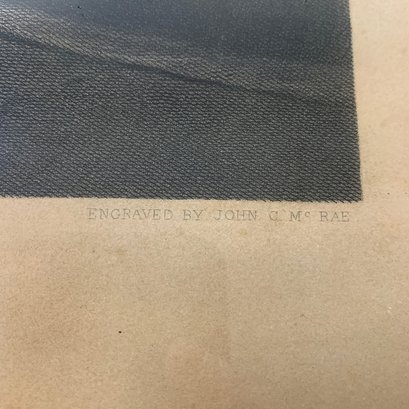 ENGRAVED BY JOHN C. Mc RAE